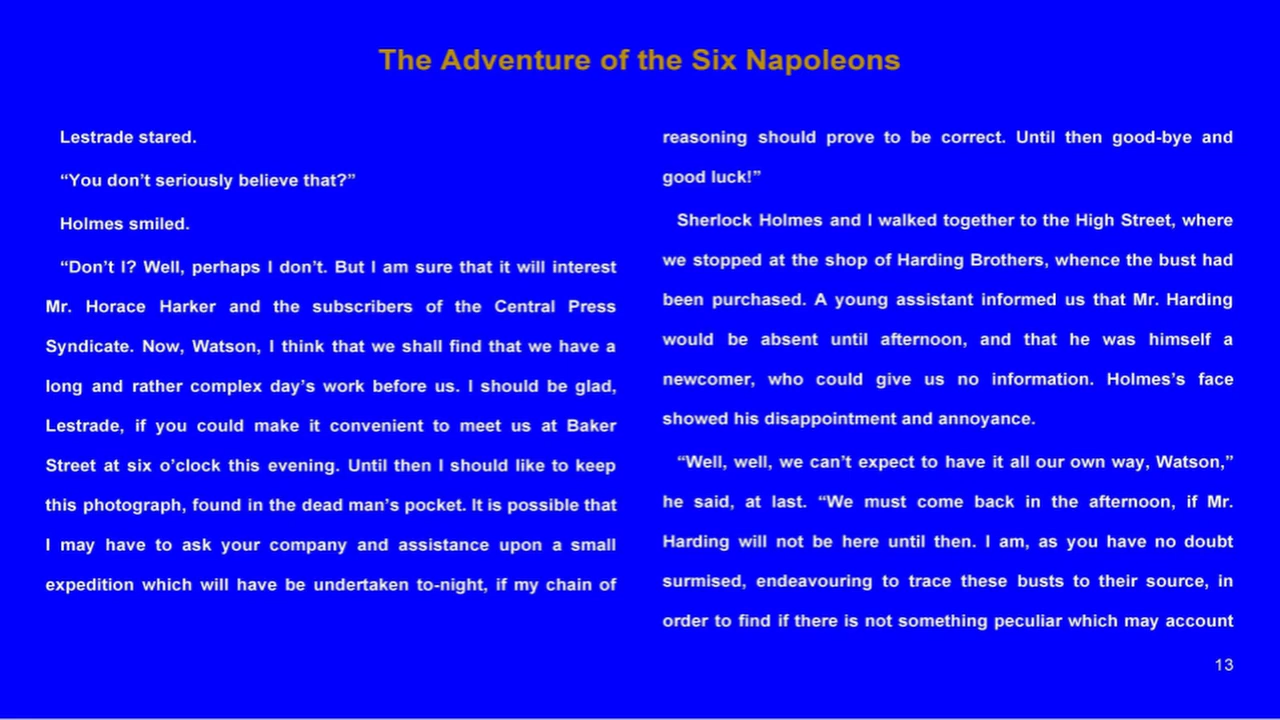 The Adventure of the Six Napoleons
Lestrade stared.
“You don’t seriously believe that?”
Holmes smiled.
“Don’t I? Well, perhaps I don’t. But I am sure that it will interest
Mr. Horace Harker and the subscribers of the Central Press
Syndicate. Now, Watson, I think that we shall find that we have a
long and rather complex day’s work before us. I should be glad,
Lestrade, if you could make it convenient to meet us at Baker
Street at six o’clock this evening. Until then I should like to keep
this photograph, found in the dead man’s pocket. It is possible that
I may have to ask your company and assistance upon a small
expedition which will have be undertaken to-night, if my chain of
reasoning should prove to be correct. Until then good-bye and
good luck!”
Sherlock Holmes and I walked together to the High Street, where
we stopped at the shop of Harding Brothers, whence the bust had
been purchased. A young assistant informed us that Mr. Harding
would be absent until afternoon, and that he was himself a
newcomer, who could give us no information. Holmes’s face
showed his disappointment and annoyance.
“Well, well, we can’t expect to have it all our own way, Watson,”
he said, at last. “We must come back in the afternoon, if Mr.
Harding will not be here until then. I am, as you have no doubt
surmised, endeavouring to trace these busts to their source, in
order to find if there is not something peculiar which may account
13